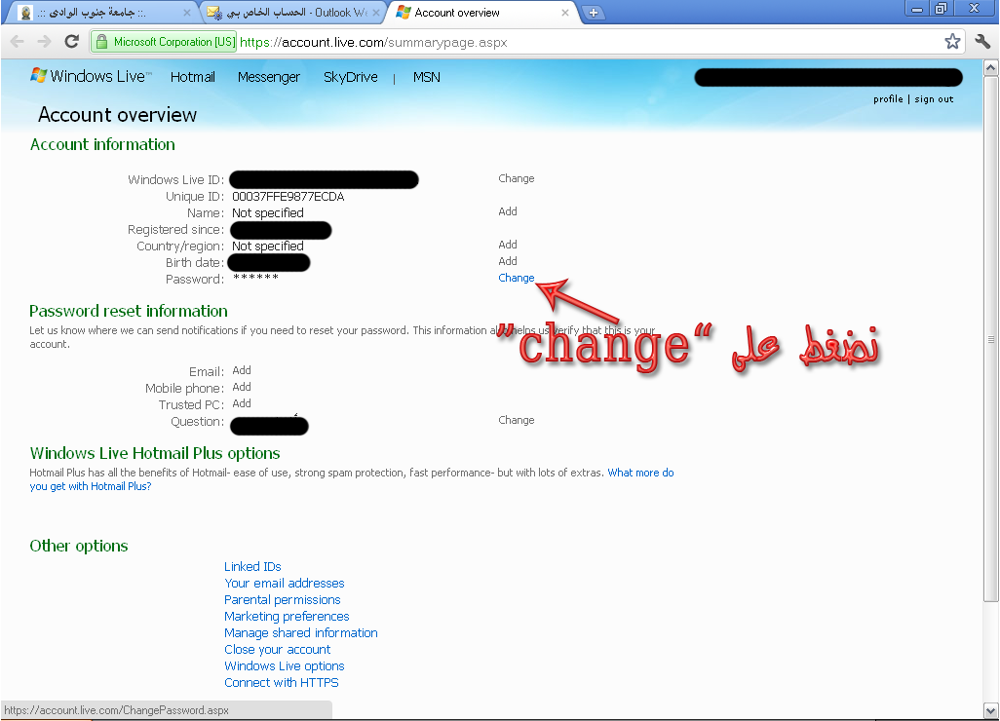 .:: جامعة جنوب الوادى ::.
الحساب الخاص بي - Outlook W
Account overview
Microsoft Corporation [US] https://account.live.com/summarypage.aspx
Windows Live™ Hotmail Messenger SkyDrive | MSN
profile | sign out
Account overview
Account information
Windows Live ID: Change
Unique ID: 00037FFE9877ECDA
Name: Not specified Add
Registered since:
Country/region: Not specified Add
Birth date: Add
Password: ****** Change
Password reset information
Let us know where we can send notifications if you need to reset your password. This information also helps us verify that this is your
account.
نضغط على “change”
Email: Add
Mobile phone: Add
Trusted PC: Add
Question: Change
Windows Live Hotmail Plus options
Hotmail Plus has all the benefits of Hotmail- ease of use, strong spam protection, fast performance- but with lots of extras. What more do
you get with Hotmail Plus?
Other options
Linked IDs
Your email addresses
Parental permissions
Marketing preferences
Manage shared information
Close your account
Windows Live options
Connect with HTTPS
https://account.live.com/ChangePassword.aspx